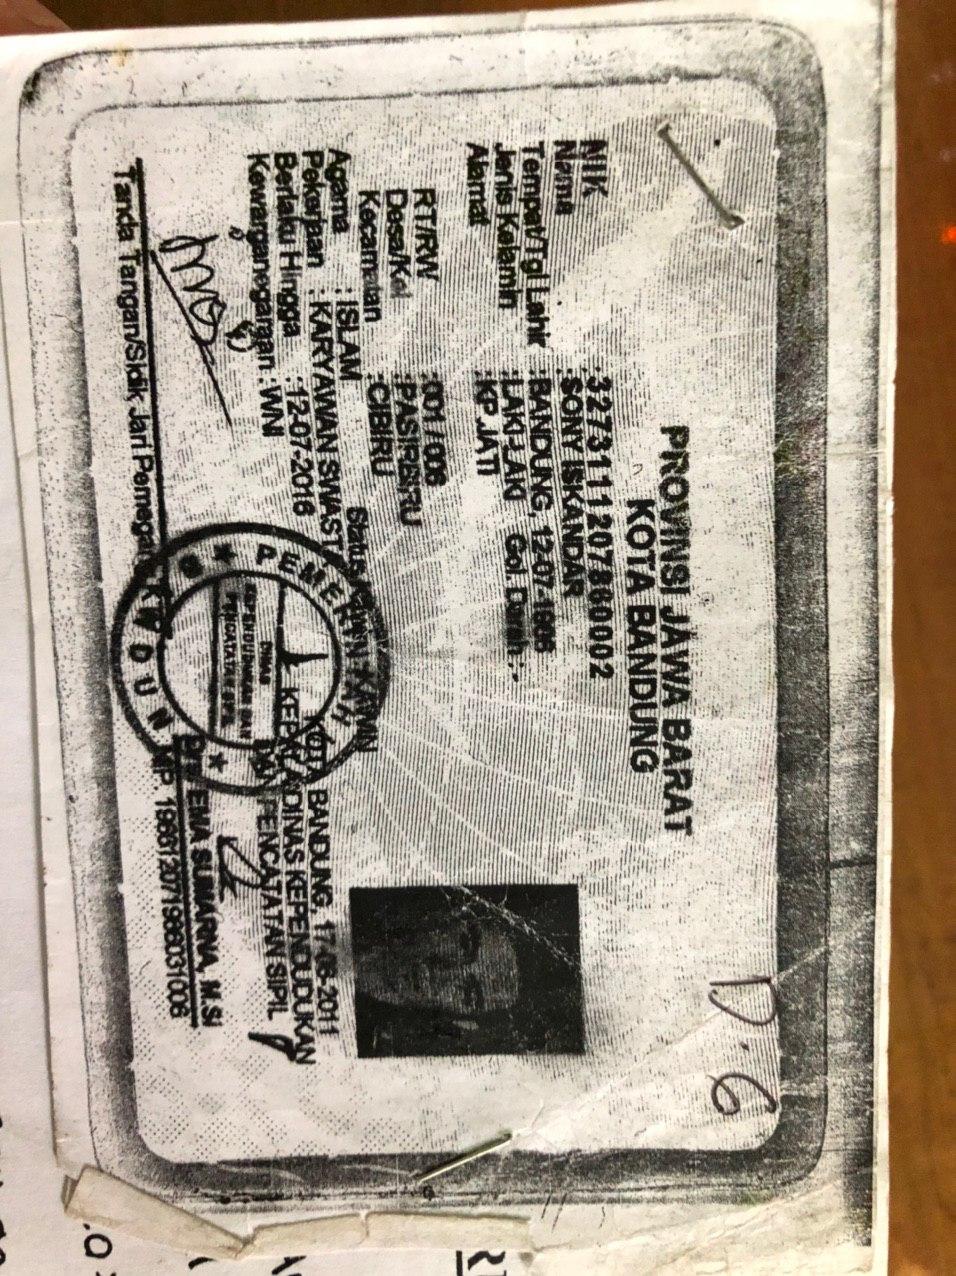 D. 6
PROVINSI JAWA BARAT
KOTA BANDUNG
NIK :3273111207860002
Nama :SONY ISKANDAR
Tempat/Tgl Lahir :BANDUNG, 12-07-1986
Jenis Kelamin :LAKI-LAKI Gol. Darah :-
Alamat :KP.JATI
RT/RW :001 / 006
Desa/Kel :PASIRBIRU
Kecamatan :CIBIRU
Agama : ISLAM Status Kawin: KAWIN
Pekerjaan : KARYAWAN SWASTA
Berlaku Hingga :12-07-2016
Kewarganegaraan : WNI
KOTA BANDUNG, 17-06-2011
KEPALA DINAS KEPENDUDUKAN
DAN PENCATATAN SIPIL
Drs. EMA SUMARNA, M.Si
NIP. 196612071986031006
Tanda Tangan/Sidik Jari Pemegang KTP
PEMERINTAH KOTA
BANDUNG
DINAS
KEPENDUDUKAN DAN
PENCATATAN SIPIL